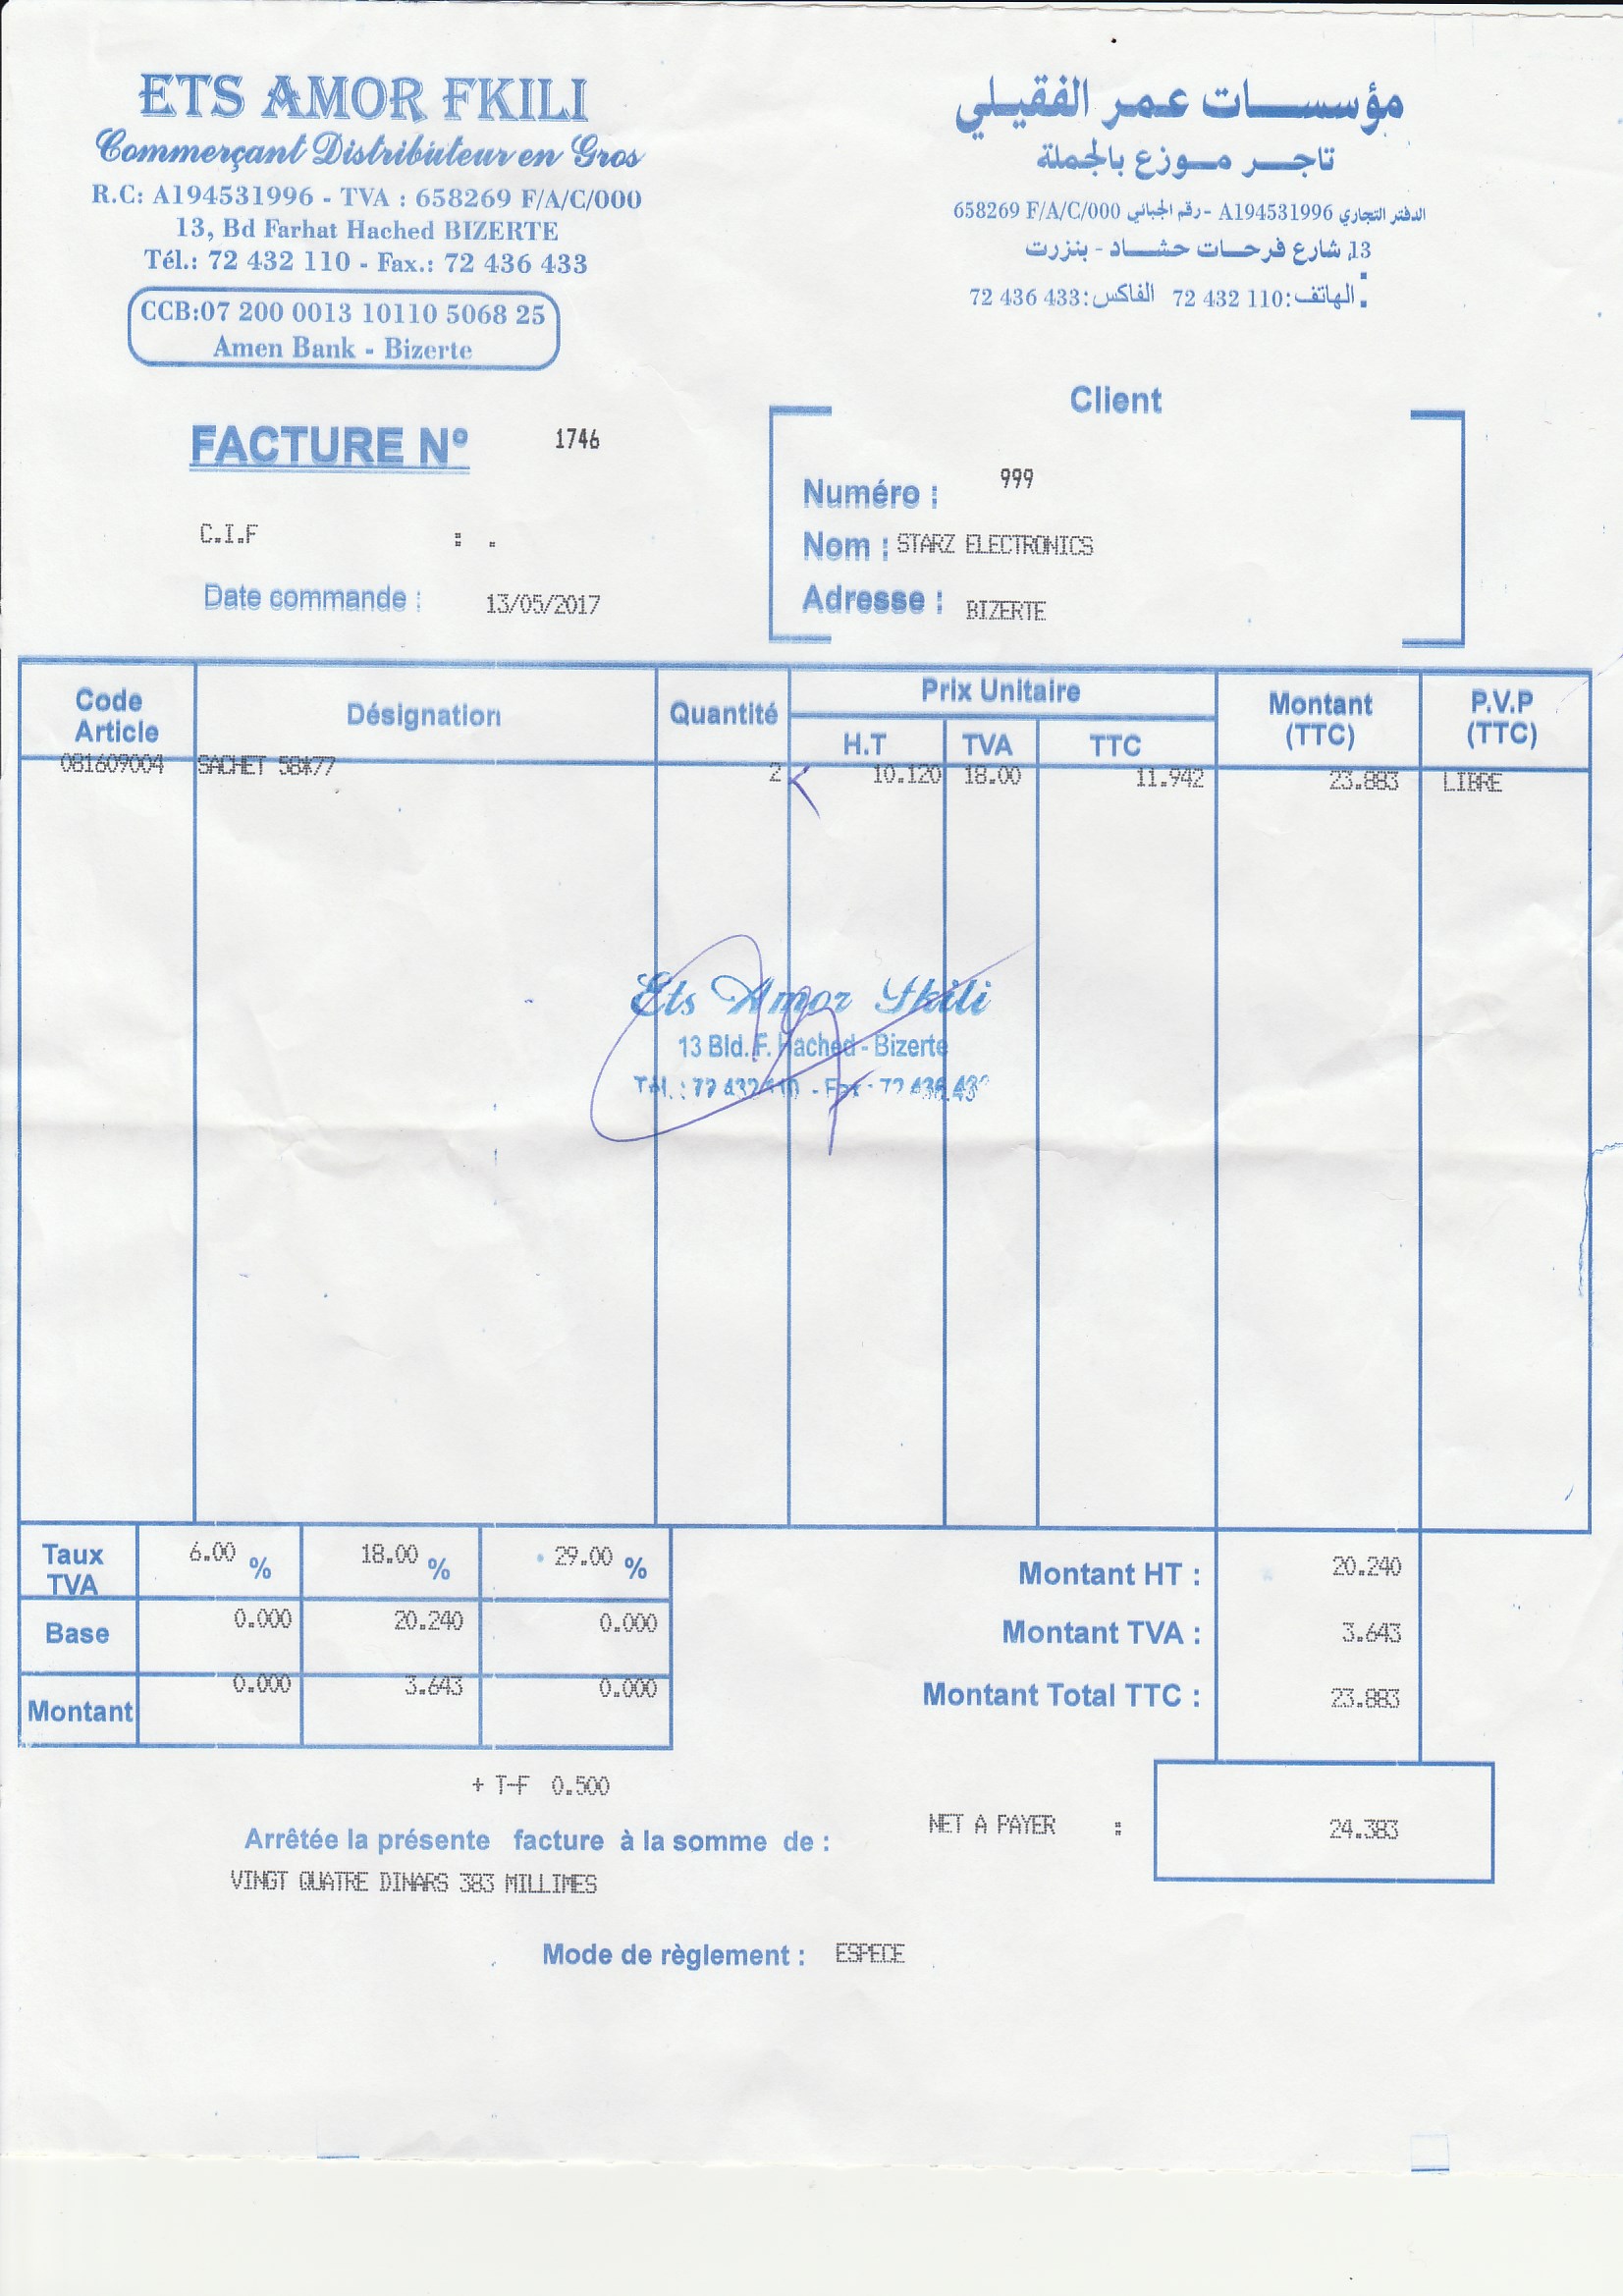 ETS AMOR FKILI
Commerçant Distributeur en Gros
R.C: A194531996 - TVA : 658269 F/A/C/000
13, Bd Farhat Hached BIZERTE
Tél.: 72 432 110 - Fax.: 72 436 433
CCB:07 200 0013 10110 5068 25
Amen Bank - Bizerte
مؤسسات عمر الفقيلي
تاجر موزع بالجملة
الدفتر التجاري A194531996 - رقم الجبائي 658269 F/A/C/000
13, شارع فرحات حشاد - بنزرت
الهاتف: 72 432 110 الفاكس: 72 436 433
FACTURE Nº 1746
C.I.F : .
Date commande : 13/05/2017
Client
Numéro : 999
Nom : STARZ ELECTRONICS
Adresse : BIZERTE
Code Article Désignation Quantité Prix Unitaire Montant (TTC) P.V.P (TTC)
H.T TVA TTC
081609004 SACHET 58*77 2 10.120 18.00 11.942 23.883 LIBRE
Ets Amor Fkili
13 Bld. F. Hached - Bizerte
Tél. : 72 432 110 - Fax : 72 436 433
Taux TVA 6.00 % 18.00 % 29.00 %
Base 0.000 20.240 0.000
Montant 0.000 3.643 0.000
Montant HT : 20.240
Montant TVA : 3.643
Montant Total TTC : 23.883
+ T-F 0.500
NET A PAYER : 24.383
Arrêtée la présente facture à la somme de :
VINGT QUATRE DINARS 383 MILLIMES
Mode de règlement : ESPECE